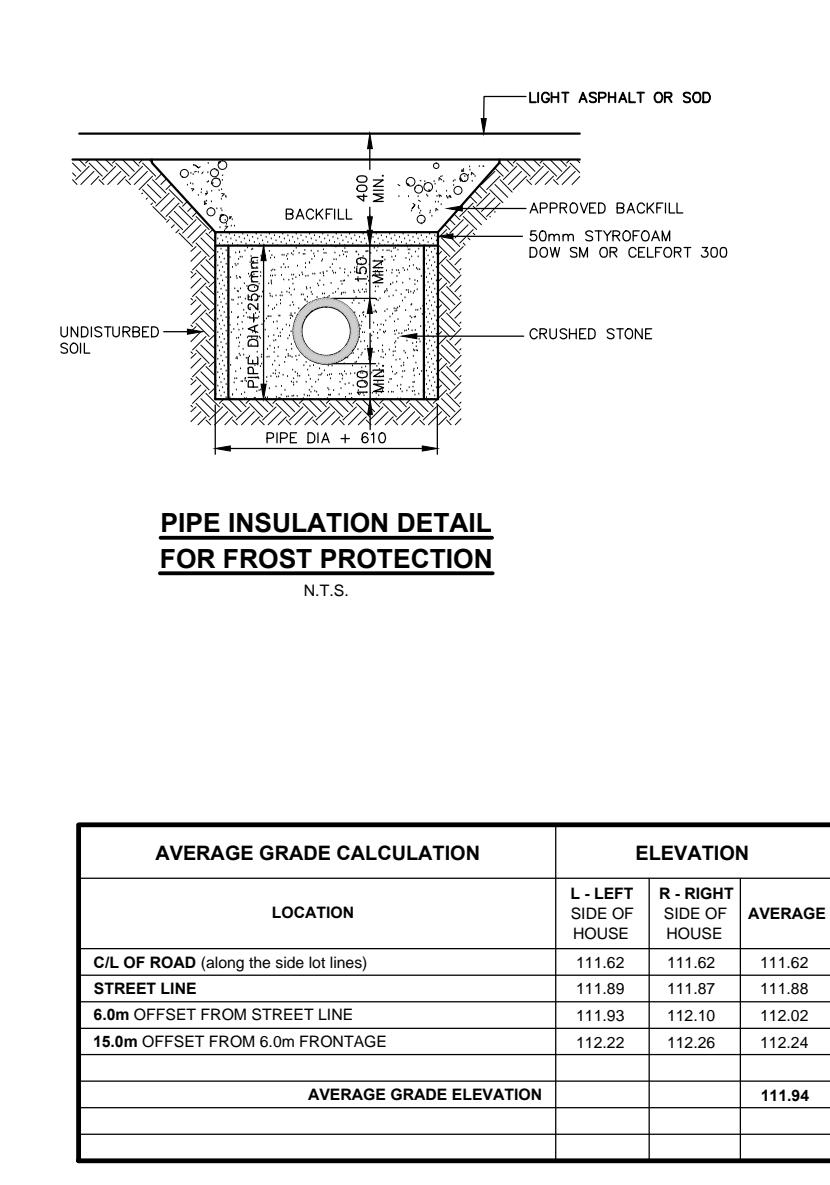 LIGHT ASPHALT OR SOD
400
MIN.
BACKFILL
APPROVED BACKFILL
50mm STYROFOAM
DOW SM OR CELFORT 300
150
MIN.
PIPE DIA+250mm
UNDISTURBED
SOIL
CRUSHED STONE
100
MIN.
PIPE DIA + 610
PIPE INSULATION DETAIL
FOR FROST PROTECTION
N.T.S.
AVERAGE GRADE CALCULATION ELEVATION
LOCATION L - LEFT SIDE OF HOUSE R - RIGHT SIDE OF HOUSE AVERAGE
C/L OF ROAD (along the side lot lines) 111.62 111.62 111.62
STREET LINE 111.89 111.87 111.88
6.0m OFFSET FROM STREET LINE 111.93 112.10 112.02
15.0m OFFSET FROM 6.0m FRONTAGE 112.22 112.26 112.24
AVERAGE GRADE ELEVATION 111.94